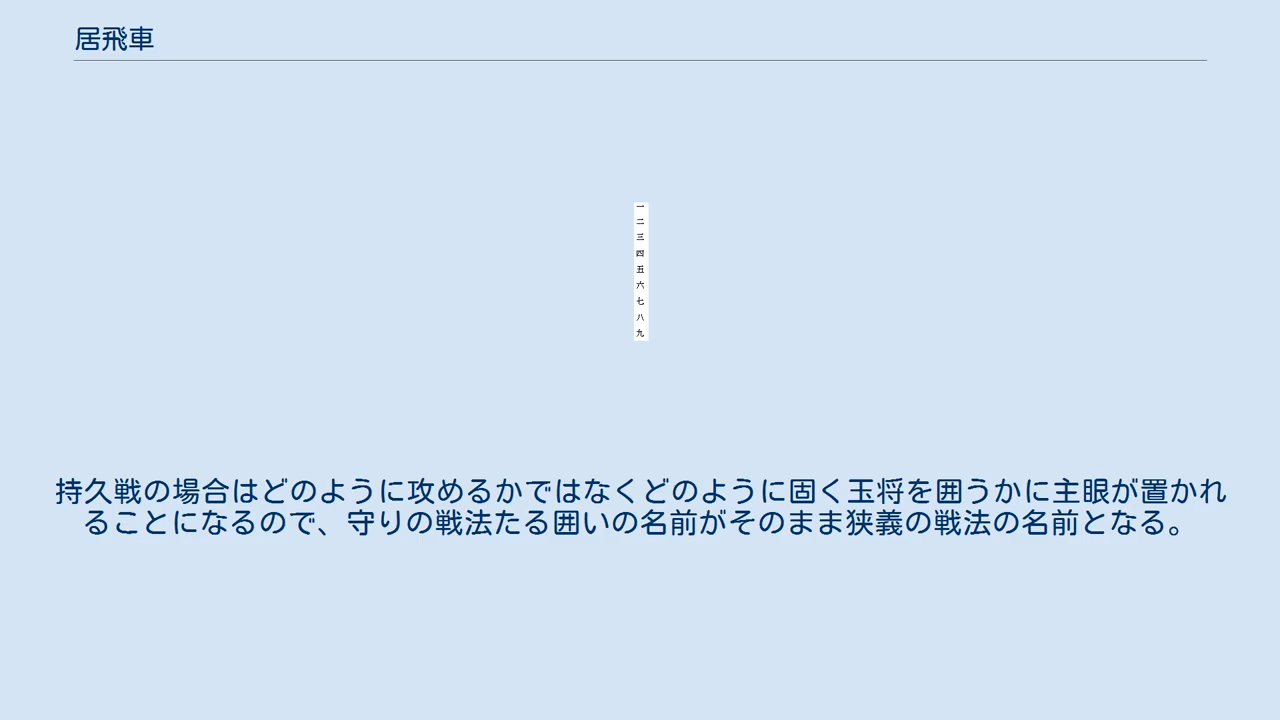 居飛車
一
二
三
四
五
六
七
八
九
持久戦の場合はどのように攻めるかではなくどのように固く玉将を囲うかに主眼が置かれ
ることになるので、守りの戦法たる囲いの名前がそのまま狭義の戦法の名前となる。